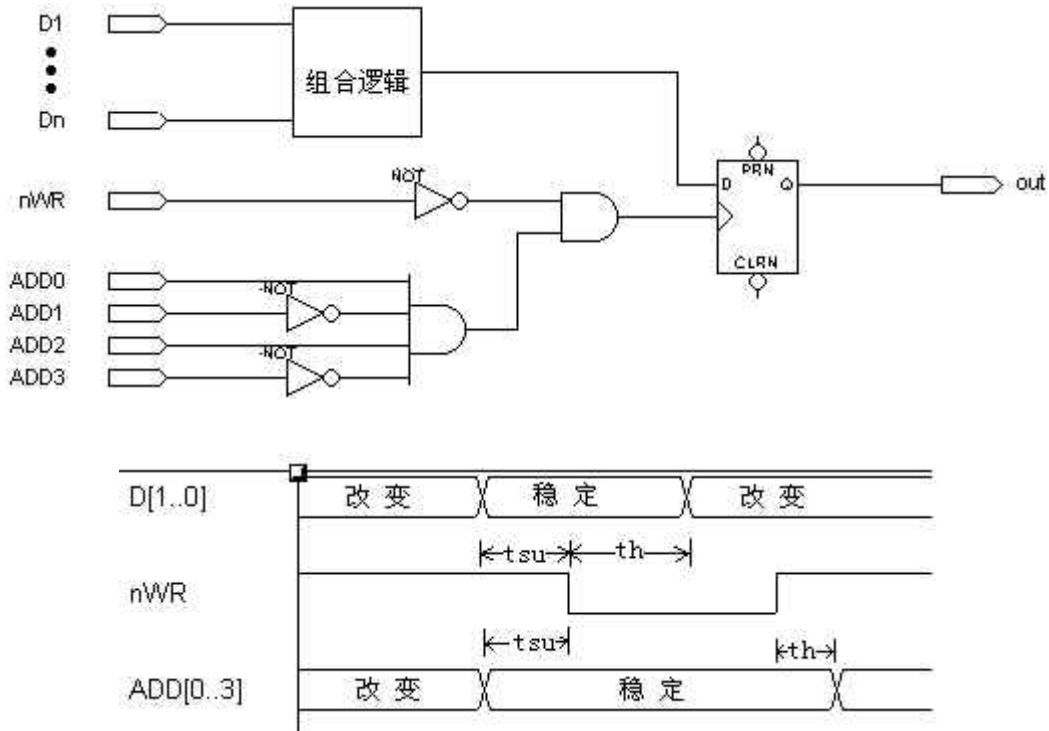 D1
Dn
组合逻辑
nWR
NOT
PRN
D
Q
CLRN
out
ADD0
NOT
ADD1
ADD2
NOT
ADD3
D[1..0]
改变
稳定
改变
tsu
th
nWR
tsu
th
ADD[0..3]
改变
稳定